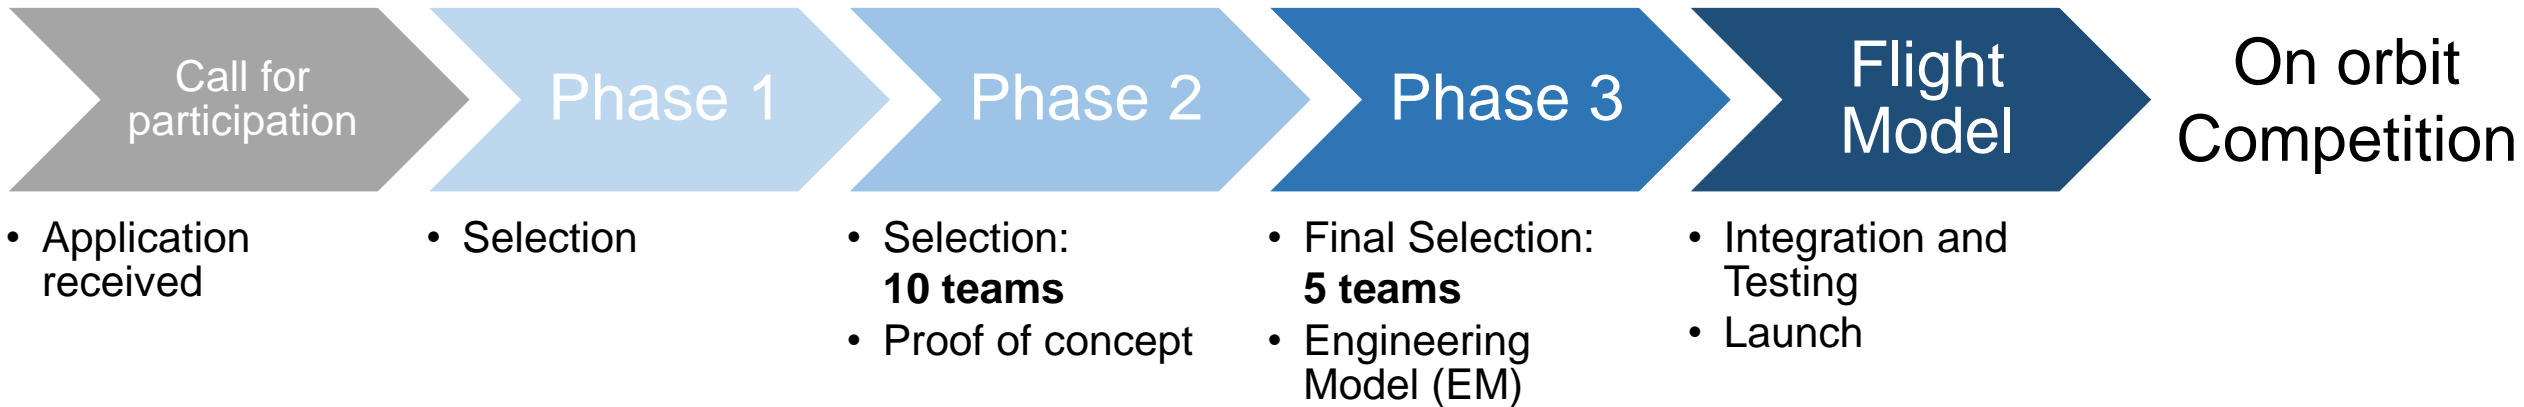 Call for
participation
Phase 1
Phase 2
Phase 3
Flight
Model
On orbit
Competition
• Application
received
• Selection
• Selection:
10 teams
• Proof of concept
• Final Selection:
5 teams
• Engineering
Model (EM)
• Integration and
Testing
• Launch